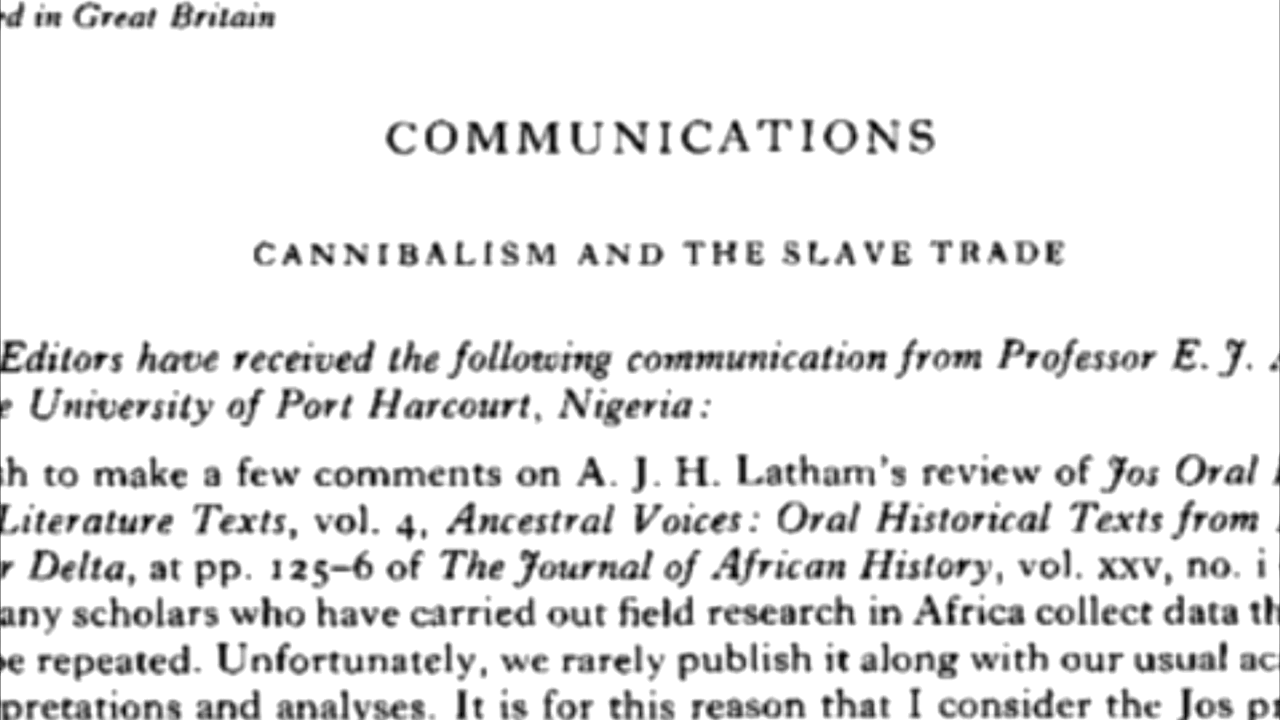 ed in Great Britain
COMMUNICATIONS
CANNIBALISM AND THE SLAVE TRADE
Editors have received the following communication from Professor E. J.
e University of Port Harcourt, Nigeria:
sh to make a few comments on A. J. H. Latham's review of Jos Oral
Literature Texts, vol. 4, Ancestral Voices: Oral Historical Texts from
r Delta, at pp. 125–6 of The Journal of African History, vol. xxv, no. i
any scholars who have carried out field research in Africa collect data th
be repeated. Unfortunately, we rarely publish it along with our usual ac
pretations and analyses. It is for this reason that I consider the Jos pr